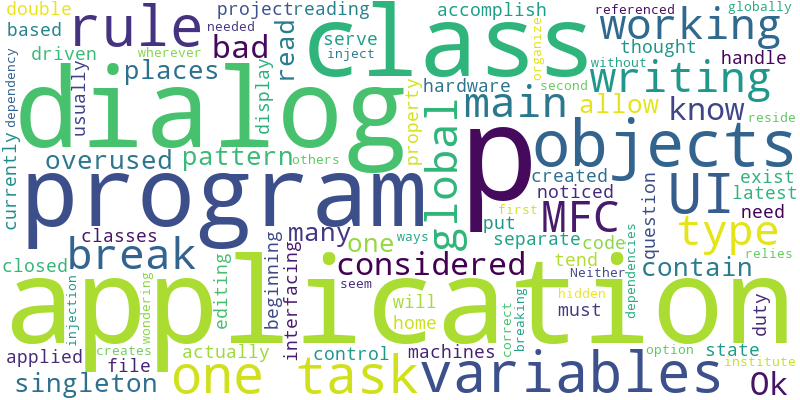 double
projectreading
accomplish
referenced
globally
based
rule
needed
class
serve
working
driven
bad
wherever
inject
organize
thought
without
handle
dependency
usually
places
display
read
hardware
writing
second
currently
dialog
property
main
allow
know
reside
overused
pattern
others
global
p
objects
program
created
exist
noticed
UI
latest
first
MFC
question
type
need
classes
many
one
ways
put
separate
code
relies
break
beginning
considered
tend
Neither
dependencies
contain
closed
interfacing
seem
will
hidden
injection
wondering
editing
application
home
must
duty
creates
actually
control
machines
correct
breaking
option
state
applied
file
one task
variables
institute
singleton
Ok